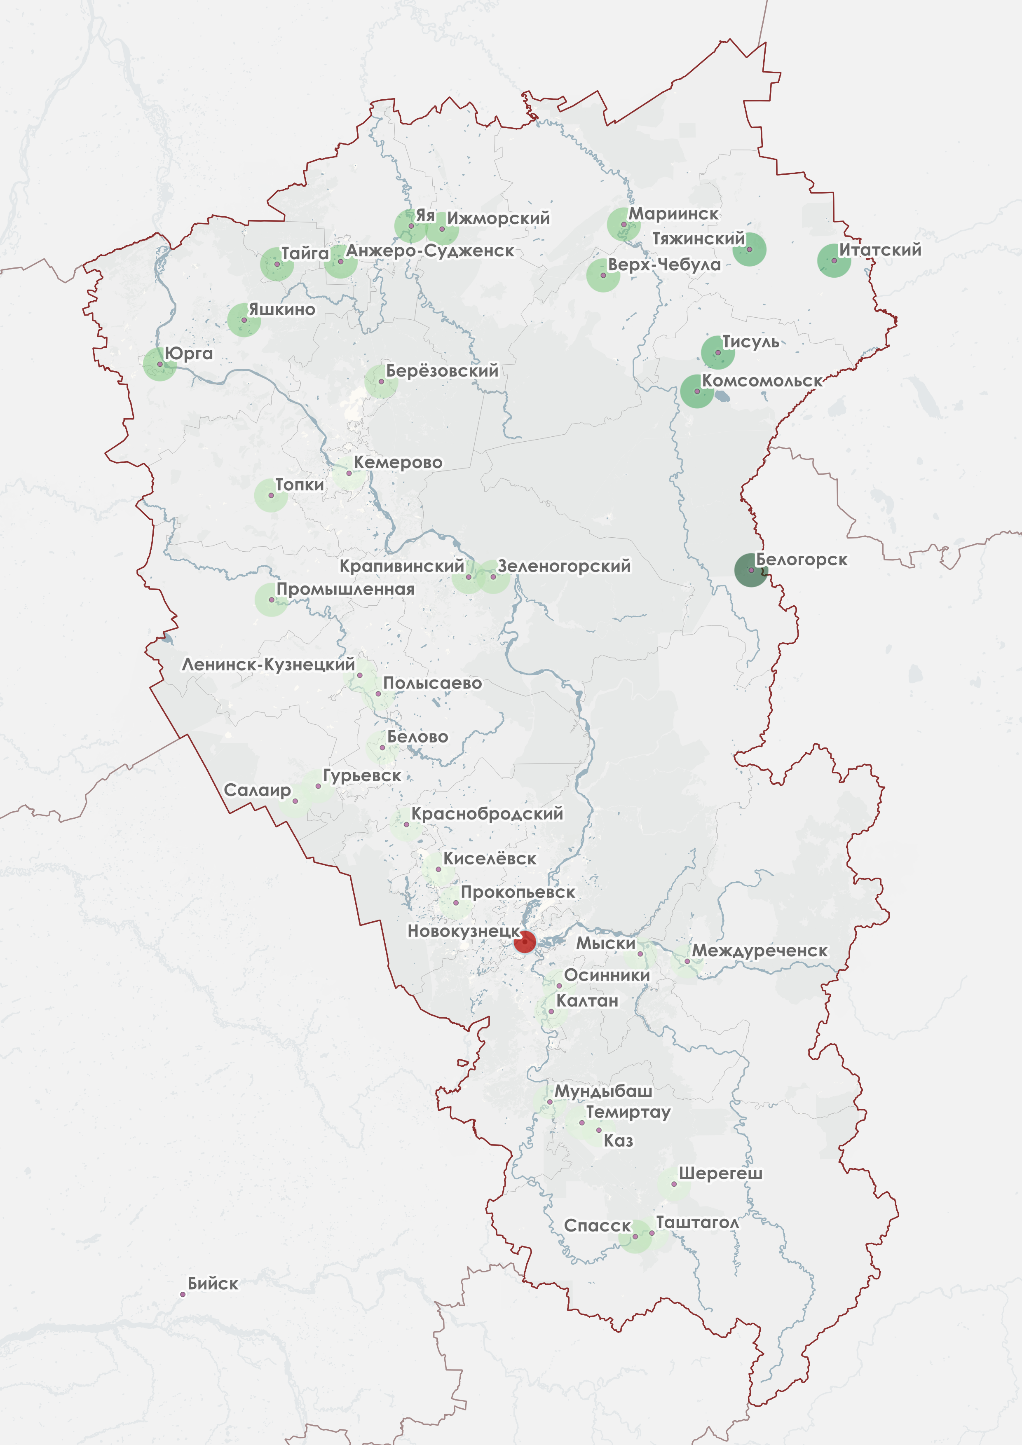 Яя
Ижморский
Мариинск
Тяжинский
Итатский
Тайга
Анжеро-Судженск
Верх-Чебула
Яшкино
Тисуль
Юрга
Берёзовский
Комсомольск
Кемерово
Топки
Белогорск
Крапивинский
Зеленогорский
Промышленная
Ленинск-Кузнецкий
Полысаево
Белово
Гурьевск
Салаир
Краснобродский
Киселёвск
Прокопьевск
Новокузнецк
Мыски
Междуреченск
Осинники
Калтан
Мундыбаш
Темиртау
Каз
Шерегеш
Спасск
Таштагол
Бийск